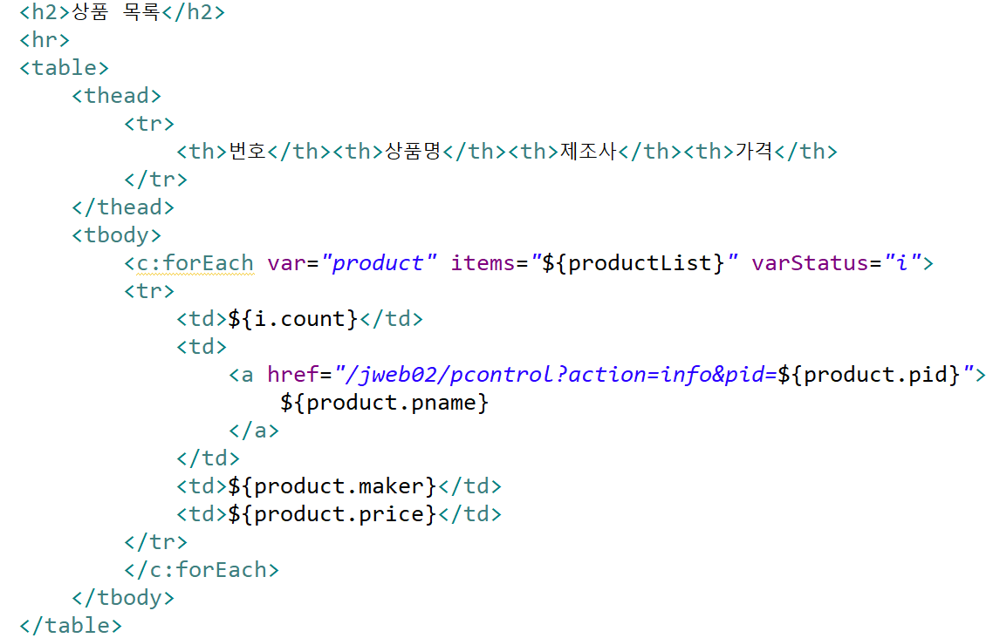 <h2>상품 목록</h2>
<hr>
<table>
    <thead>
        <tr>
            <th>번호</th><th>상품명</th><th>제조사</th><th>가격</th>
        </tr>
    </thead>
    <tbody>
        <c:forEach var="product" items="${productList}" varStatus="i">
        <tr>
            <td>${i.count}</td>
            <td>
                <a href="/jweb02/pcontrol?action=info&pid=${product.pid}">
                    ${product.pname}
                </a>
            </td>
            <td>${product.maker}</td>
            <td>${product.price}</td>
        </tr>
        </c:forEach>
    </tbody>
</table>